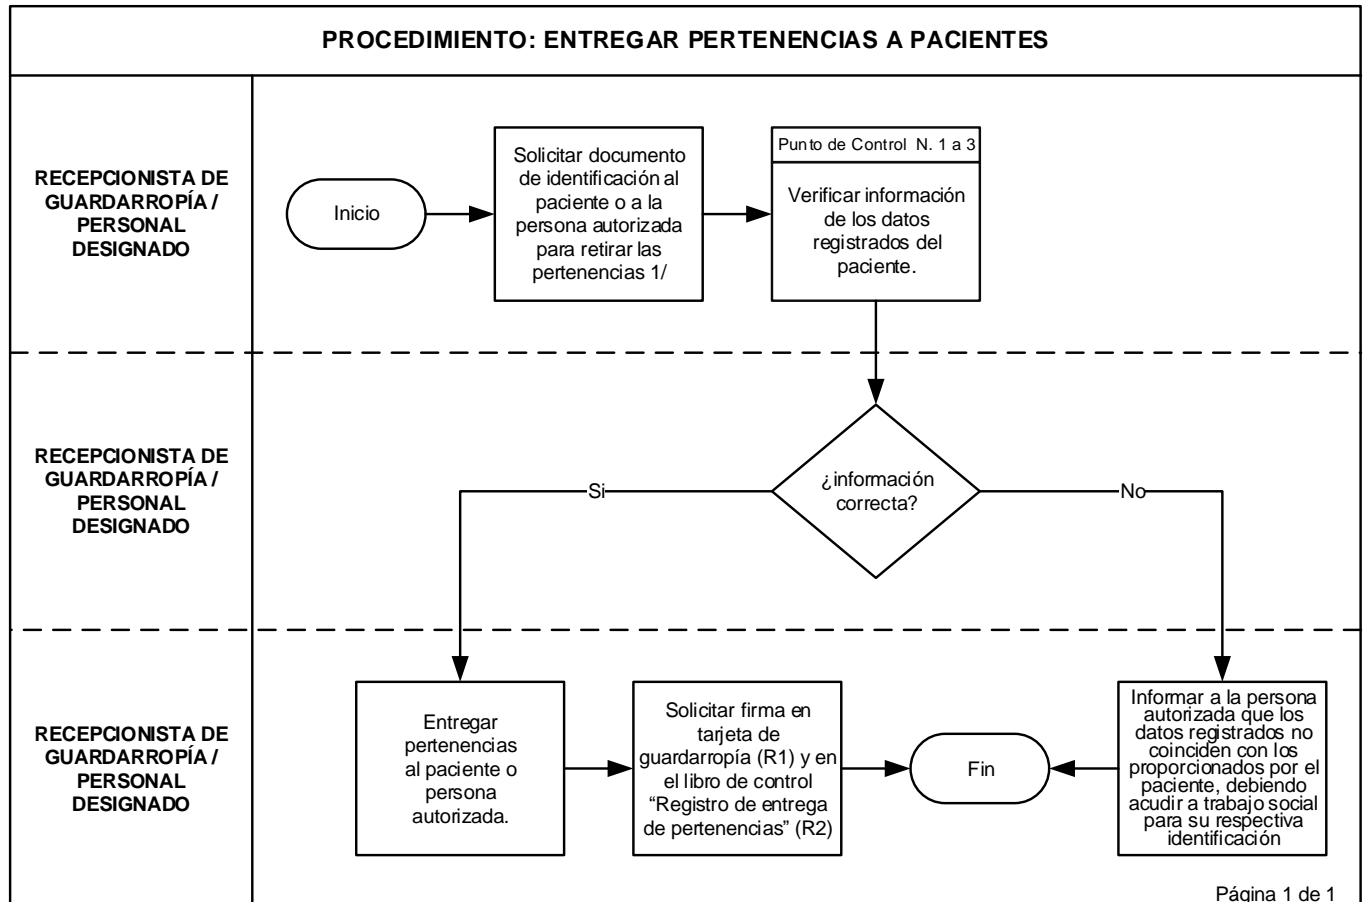 PROCEDIMIENTO: ENTREGAR PERTENENCIAS A PACIENTES
RECEPCIONISTA DE
GUARDARROPÍA /
PERSONAL
DESIGNADO
Inicio
Solicitar documento
de identificación al
paciente o a la
persona autorizada
para retirar las
pertenencias 1/
Punto de Control N. 1 a 3
Verificar información
de los datos
registrados del
paciente.
RECEPCIONISTA DE
GUARDARROPÍA /
PERSONAL
DESIGNADO
¿información
correcta?
Si
No
RECEPCIONISTA DE
GUARDARROPÍA /
PERSONAL
DESIGNADO
Entregar
pertenencias
al paciente o
persona
autorizada.
Solicitar firma en
tarjeta de
guardarropía (R1) y en
el libro de control
“Registro de entrega
de pertenencias” (R2)
Fin
Informar a la persona
autorizada que los
datos registrados no
coinciden con los
proporcionados por el
paciente, debiendo
acudir a trabajo social
para su respectiva
identificación
Página 1 de 1